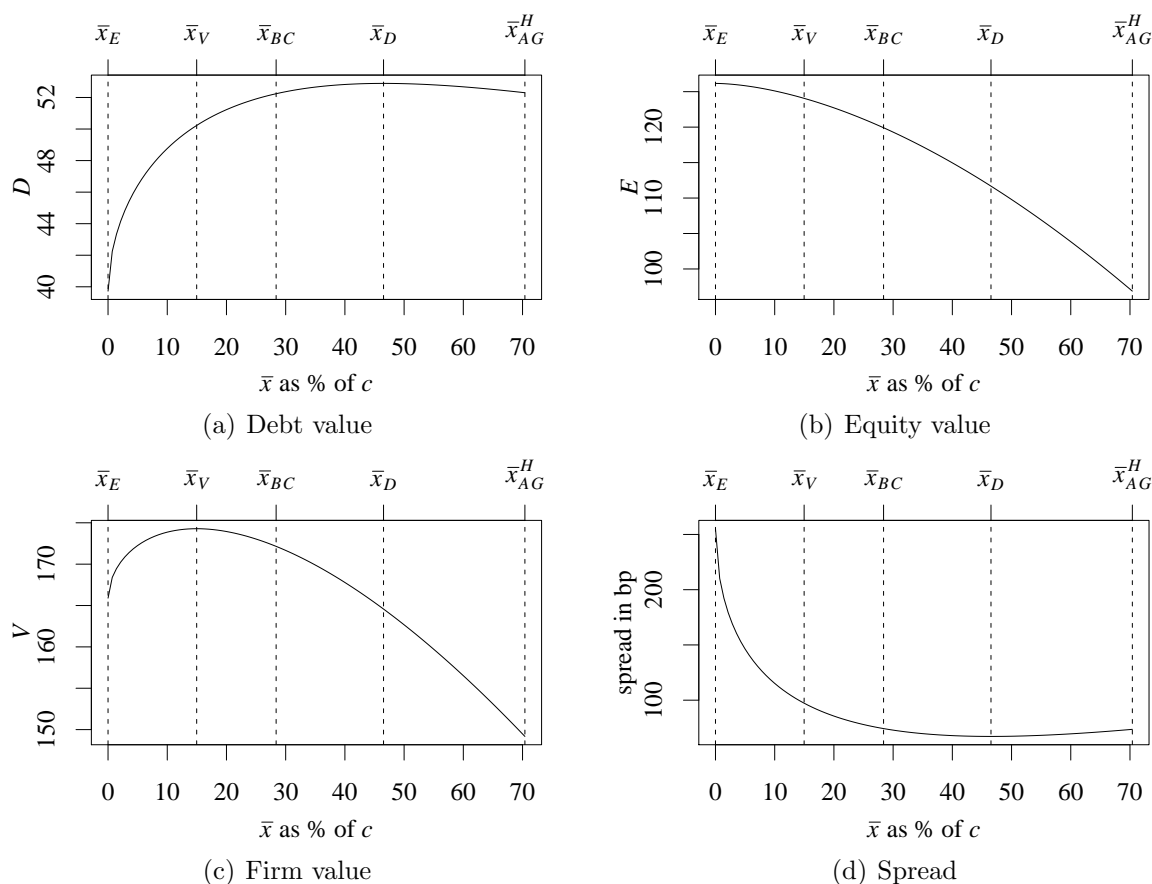 x̄_E x̄_V x̄_BC x̄_D x̄^H_AG
D
40 44 48 52
0 10 20 30 40 50 60 70
x̄ as % of c
(a) Debt value
x̄_E x̄_V x̄_BC x̄_D x̄^H_AG
E
100 110 120
0 10 20 30 40 50 60 70
x̄ as % of c
(b) Equity value
x̄_E x̄_V x̄_BC x̄_D x̄^H_AG
V
150 160 170
0 10 20 30 40 50 60 70
x̄ as % of c
(c) Firm value
x̄_E x̄_V x̄_BC x̄_D x̄^H_AG
spread in bp
100 200
0 10 20 30 40 50 60 70
x̄ as % of c
(d) Spread